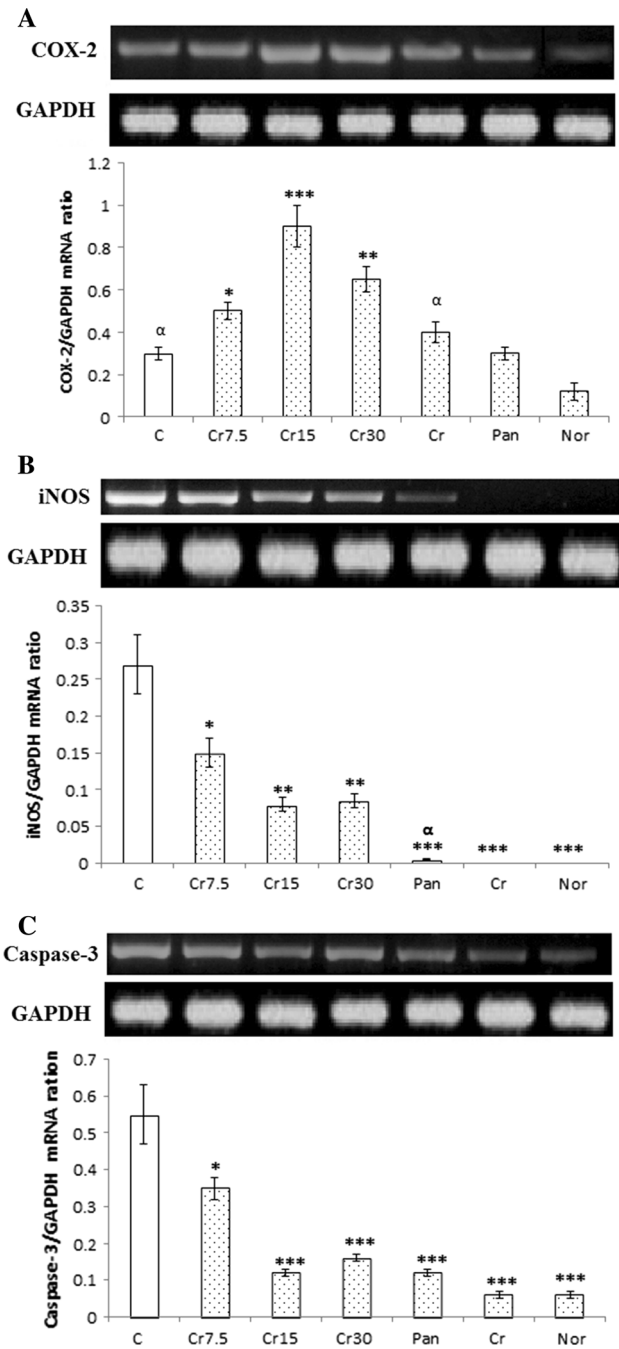 A
COX-2
GAPDH
COX-2/GAPDH mRNA ratio
1.2
1
0.8
0.6
0.4
0.2
0
α
*
***
**
α
C Cr7.5 Cr15 Cr30 Cr Pan Nor
B
iNOS
GAPDH
iNOS/GAPDH mRNA ratio
0.35
0.3
0.25
0.2
0.15
0.1
0.05
0
*
**
**
α
***
***
***
C Cr7.5 Cr15 Cr30 Pan Cr Nor
C
Caspase-3
GAPDH
Caspase-3/GAPDH mRNA ration
0.7
0.6
0.5
0.4
0.3
0.2
0.1
0
*
***
***
***
***
***
C Cr7.5 Cr15 Cr30 Pan Cr Nor